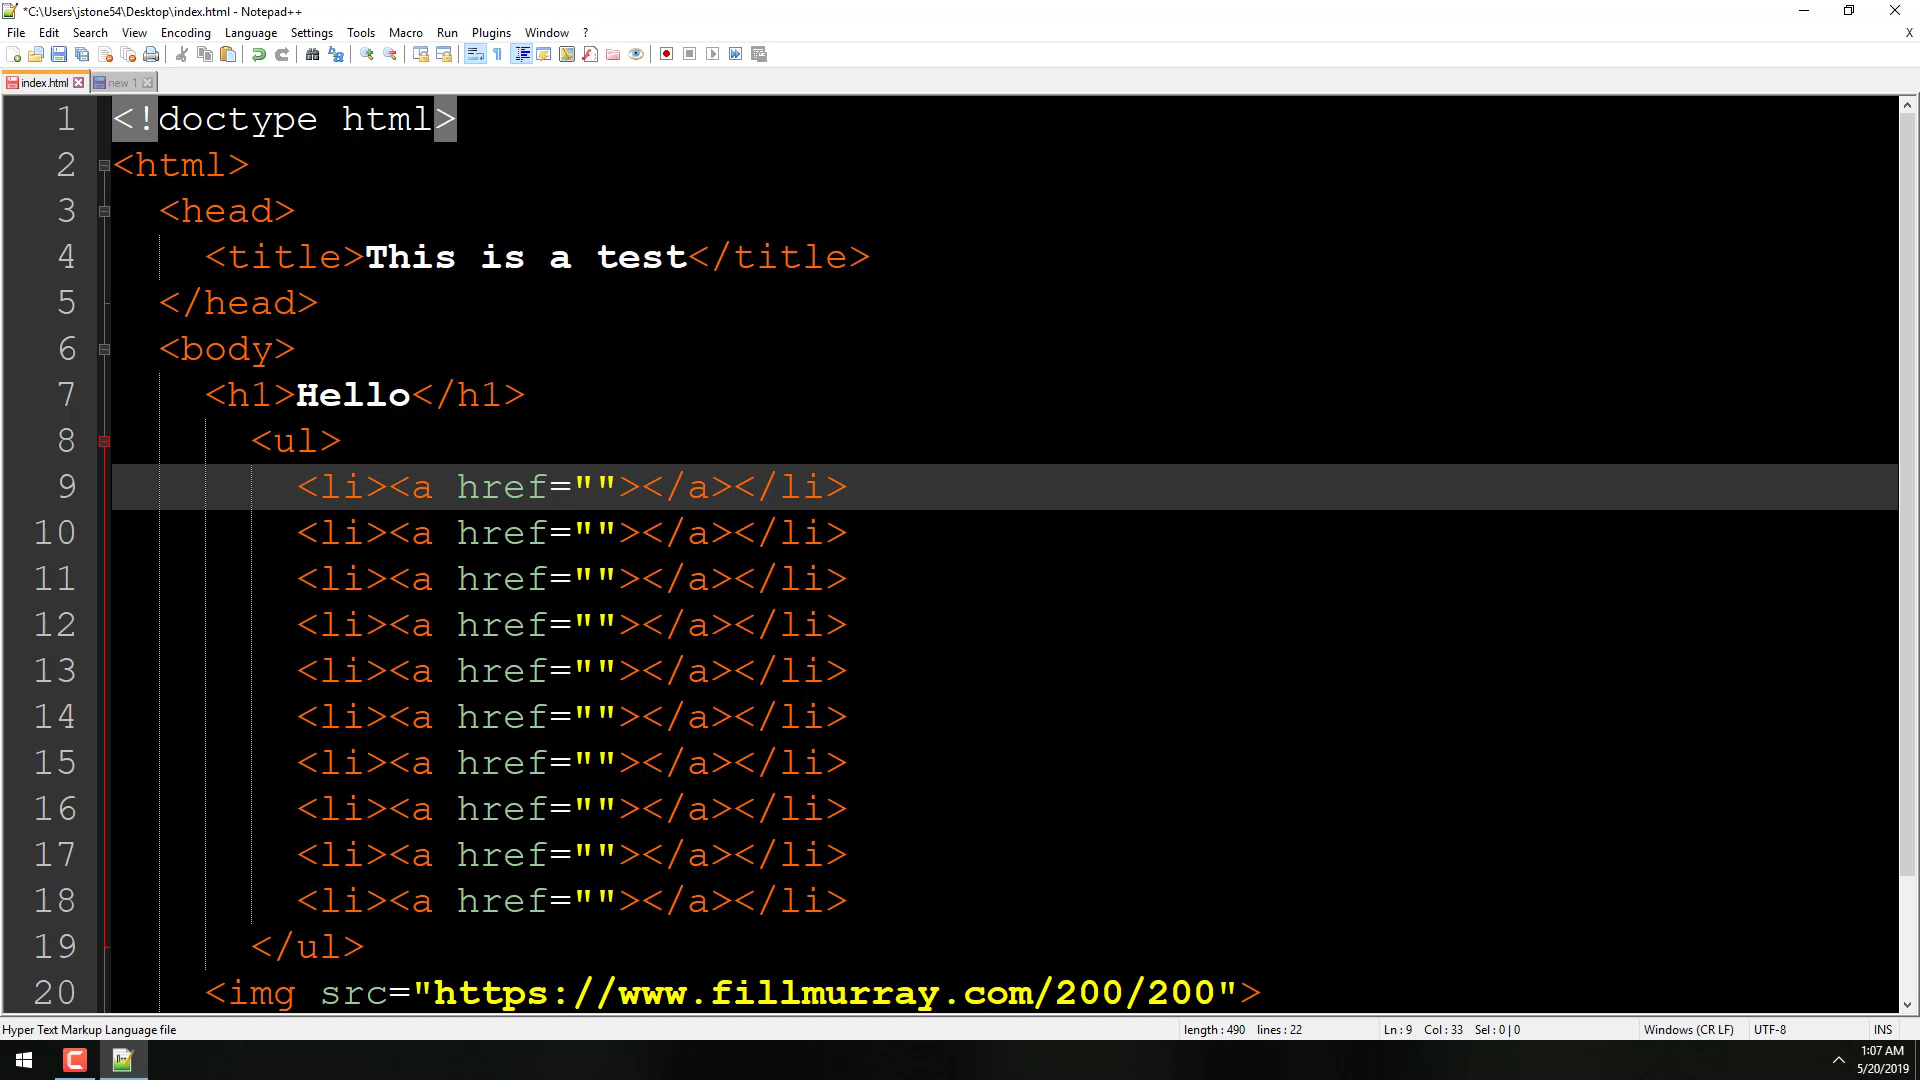 *C:\Users\jstone54\Desktop\index.html - Notepad++
File Edit Search View Encoding Language Settings Tools Macro Run Plugins Window ? X
index.html new 1
1 <!doctype html>
2 <html>
3 <head>
4 <title>This is a test</title>
5 </head>
6 <body>
7 <h1>Hello</h1>
8 <ul>
9 <li><a href=""></a></li>
10 <li><a href=""></a></li>
11 <li><a href=""></a></li>
12 <li><a href=""></a></li>
13 <li><a href=""></a></li>
14 <li><a href=""></a></li>
15 <li><a href=""></a></li>
16 <li><a href=""></a></li>
17 <li><a href=""></a></li>
18 <li><a href=""></a></li>
19 </ul>
20 <img src="https://www.fillmurray.com/200/200">
Hyper Text Markup Language file length : 490 lines : 22 Ln : 9 Col : 33 Sel : 0 | 0 Windows (CR LF) UTF-8 INS
1:07 AM
5/20/2019